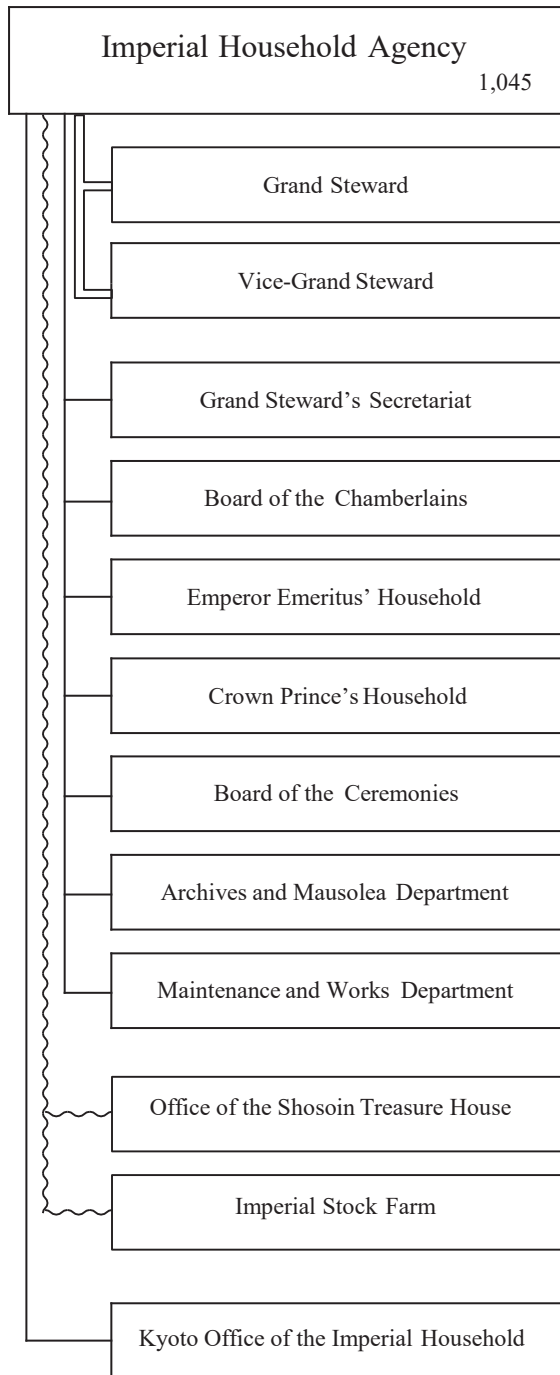 Imperial Household Agency
1,045
Grand Steward
Vice-Grand Steward
Grand Steward’s Secretariat
Board of the Chamberlains
Emperor Emeritus’ Household
Crown Prince’s Household
Board of the Ceremonies
Archives and Mausolea Department
Maintenance and Works Department
Office of the Shosoin Treasure House
Imperial Stock Farm
Kyoto Office of the Imperial Household